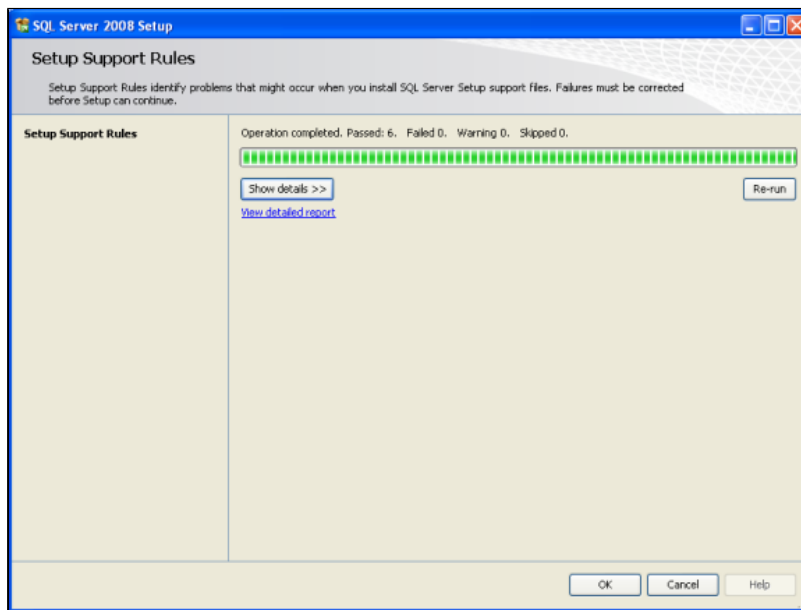 SQL Server 2008 Setup
Setup Support Rules
Setup Support Rules identify problems that might occur when you install SQL Server Setup support files. Failures must be corrected
before Setup can continue.
Setup Support Rules
Operation completed. Passed: 6.   Failed 0.   Warning 0.   Skipped 0.
Show details >>
Re-run
View detailed report
OK
Cancel
Help